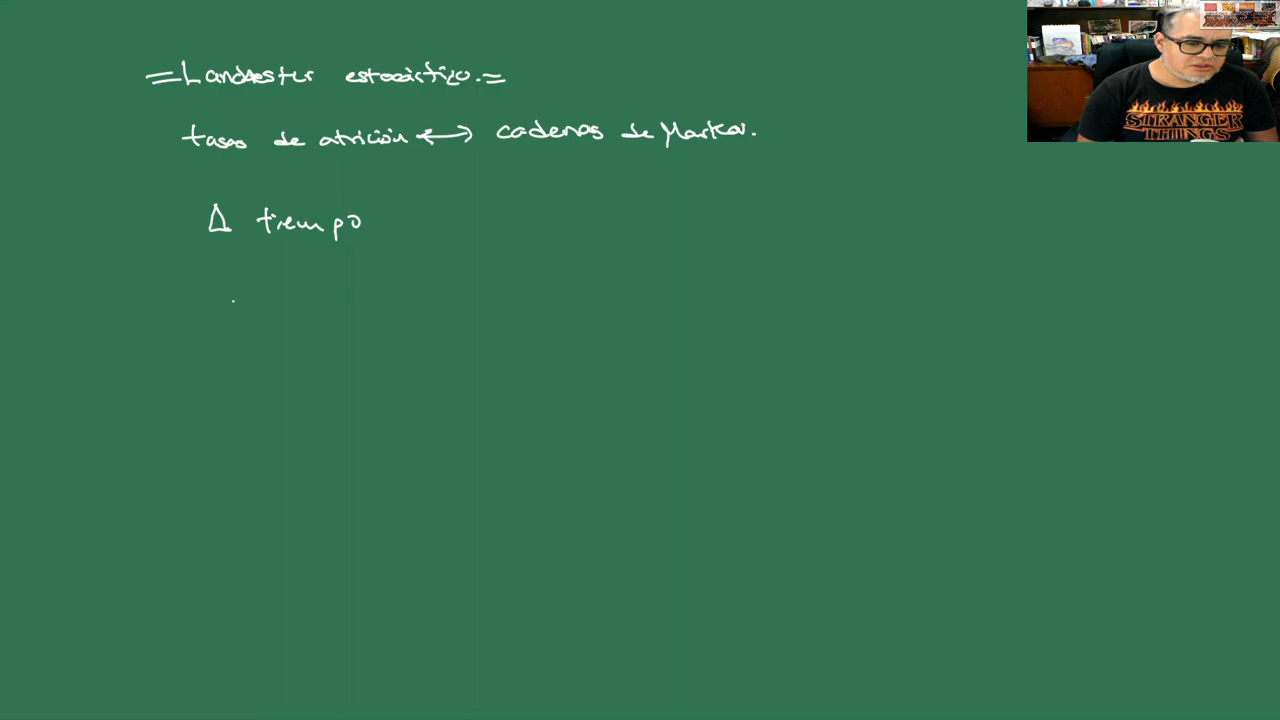 =Lanchester estocástico.=
tasas de atrición ↔ cadenas de Markov.
Δ tiempo
STRANGER
THINGS